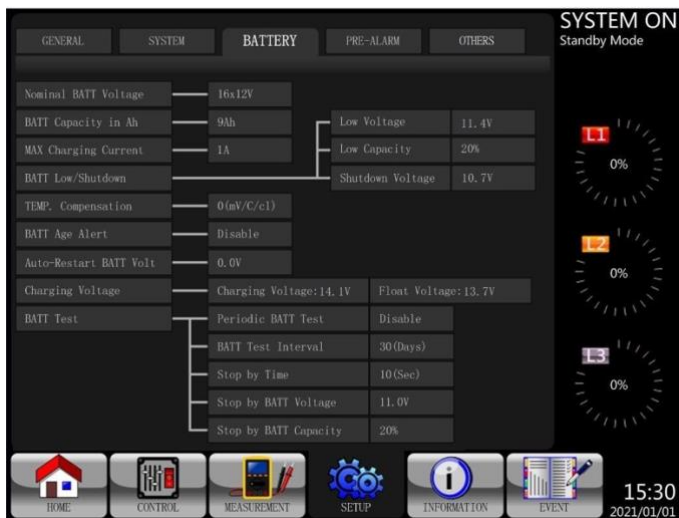 SYSTEM ON
GENERAL SYSTEM BATTERY PRE-ALARM OTHERS
Standby Mode
Nominal BATT Voltage 16x12V
BATT Capacity in Ah 9Ah Low Voltage 11.4V
MAX Charging Current 1A Low Capacity 20%
BATT Low/Shutdown Shutdown Voltage 10.7V
TEMP. Compensation 0(mV/C/cl)
BATT Age Alert Disable
Auto-Restart BATT Volt 0.0V
Charging Voltage Charging Voltage:14.1V Float Voltage:13.7V
BATT Test Periodic BATT Test Disable
BATT Test Interval 30(Days)
Stop by Time 10(Sec)
Stop by BATT Voltage 11.0V
Stop by BATT Capacity 20%
L1
0%
L2
0%
L3
0%
HOME CONTROL MEASUREMENT SETUP INFORMATION EVENT
15:30
2021/01/01